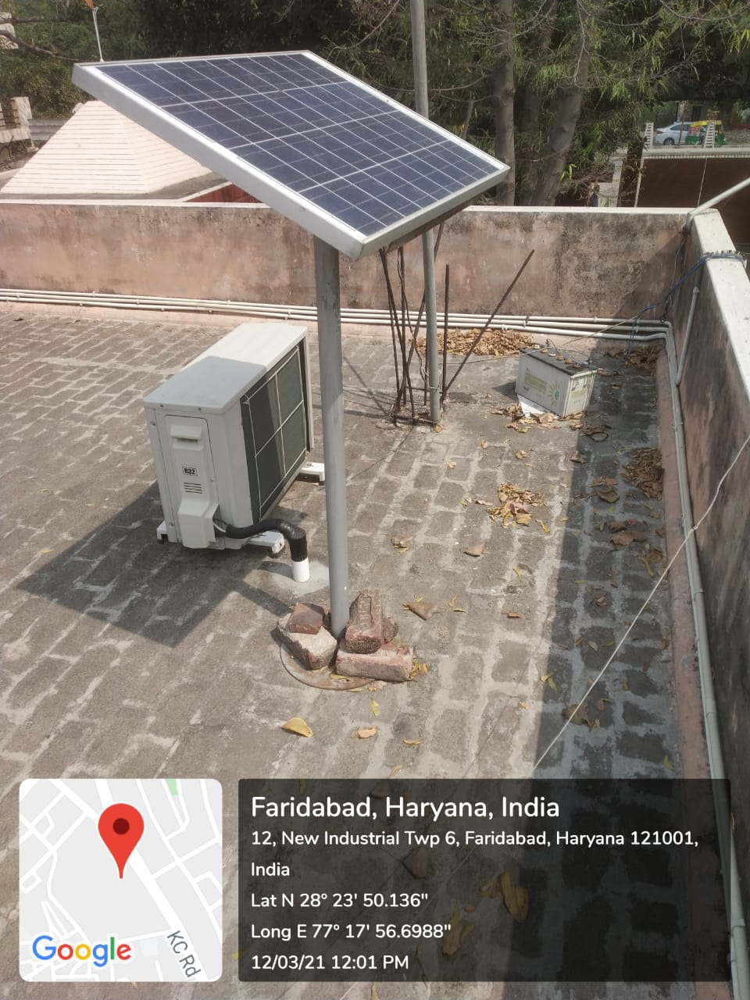 R32
Faridabad, Haryana, India
12, New Industrial Twp 6, Faridabad, Haryana 121001,
India
Lat N 28° 23' 50.136"
Long E 77° 17' 56.6988"
12/03/21 12:01 PM
KC Rd
Google